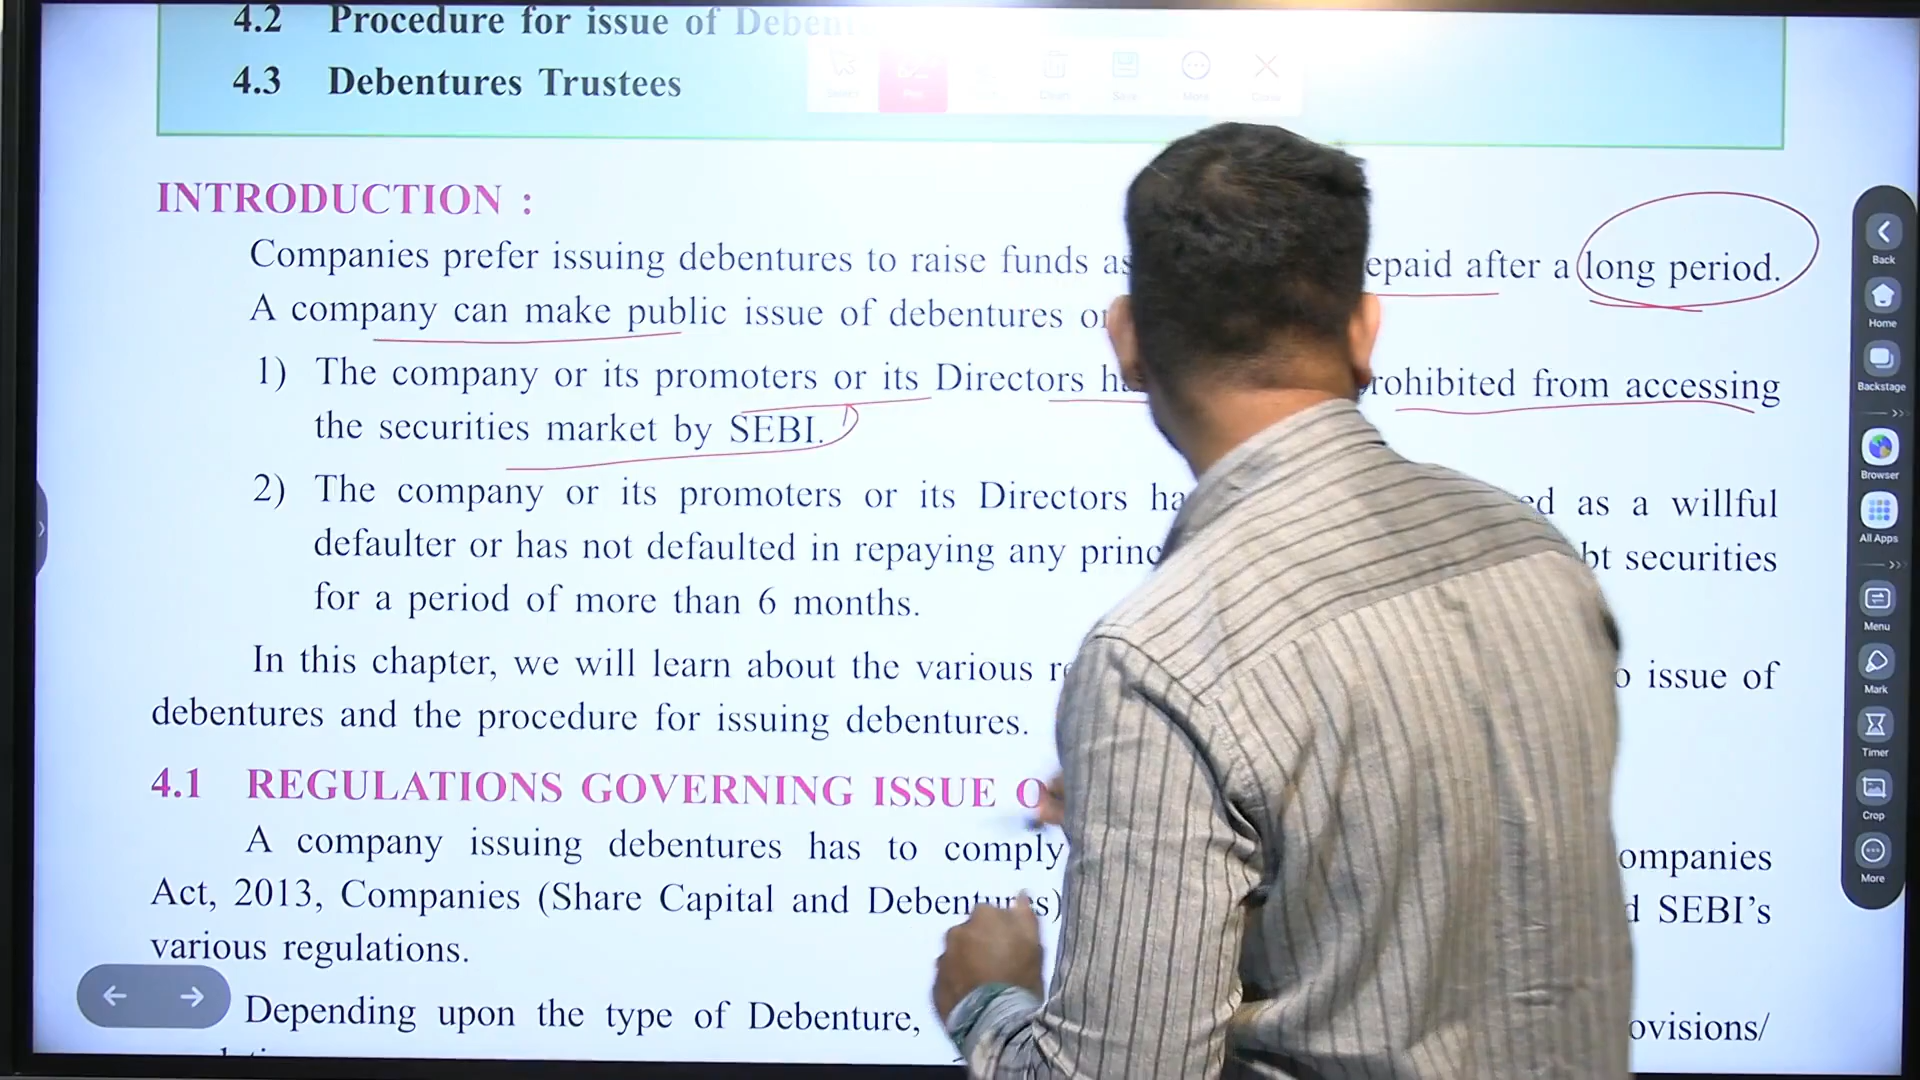 4.2 Procedure for issue of Deben
4.3 Debentures Trustees
More
INTRODUCTION :
Companies prefer issuing debentures to raise funds as epaid after a long period.
A company can make public issue of debentures on
1) The company or its promoters or its Directors ha rohibited from accessing
the securities market by SEBI.
2) The company or its promoters or its Directors ha ed as a willful
defaulter or has not defaulted in repaying any princ bt securities
for a period of more than 6 months.
In this chapter, we will learn about the various re o issue of
debentures and the procedure for issuing debentures.
4.1 REGULATIONS GOVERNING ISSUE O
A company issuing debentures has to comply ompanies
Act, 2013, Companies (Share Capital and Debentures) d SEBI’s
various regulations.
Depending upon the type of Debenture, ovisions/
Back
Home
Backstage
Browser
All Apps
Menu
Mark
Timer
Crop
More